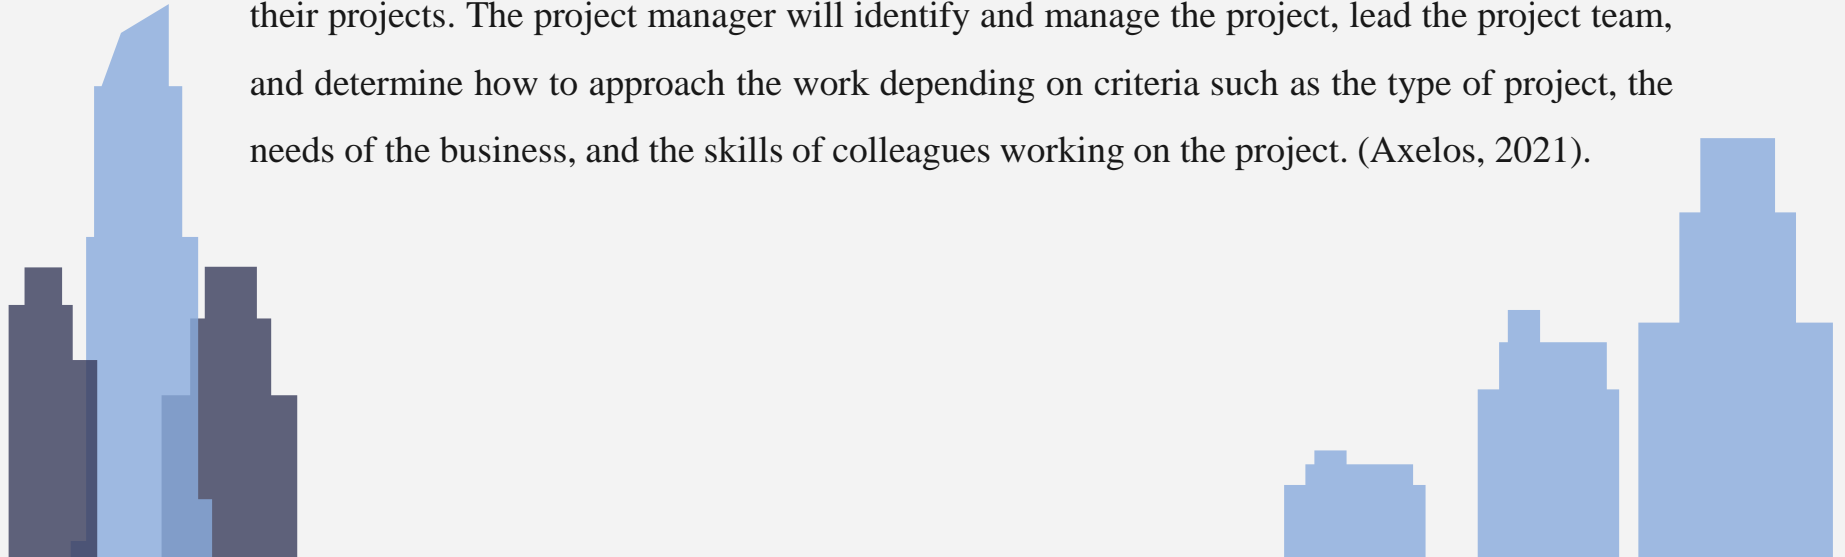 their projects. The project manager will identify and manage the project, lead the project team,
and determine how to approach the work depending on criteria such as the type of project, the
needs of the business, and the skills of colleagues working on the project. (Axelos, 2021).